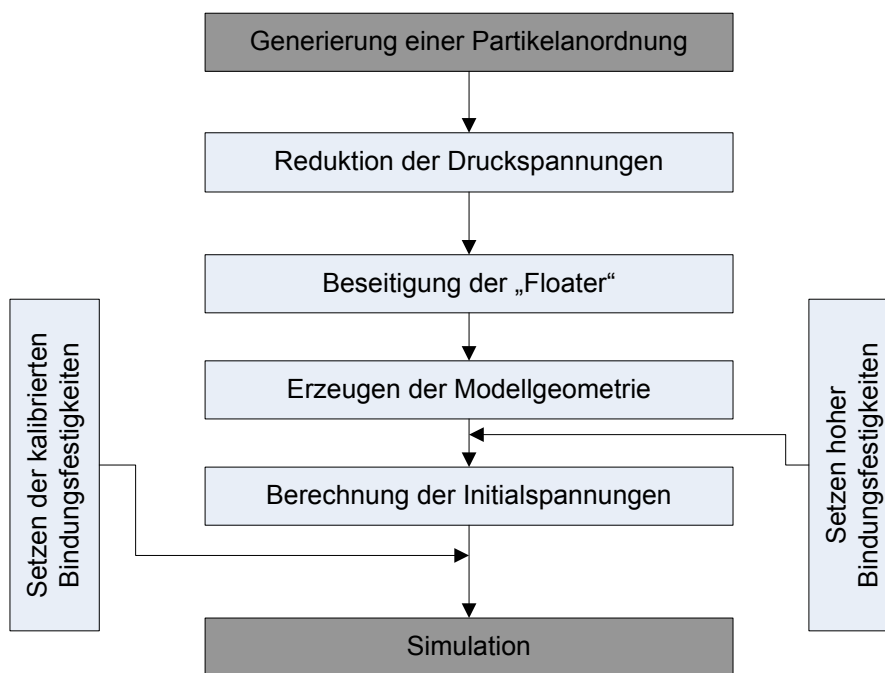 Generierung einer Partikelanordnung
Reduktion der Druckspannungen
Beseitigung der „Floater“
Erzeugen der Modellgeometrie
Setzen hoher
Bindungsfestigkeiten
Berechnung der Initialspannungen
Setzen der kalibrierten
Bindungsfestigkeiten
Simulation